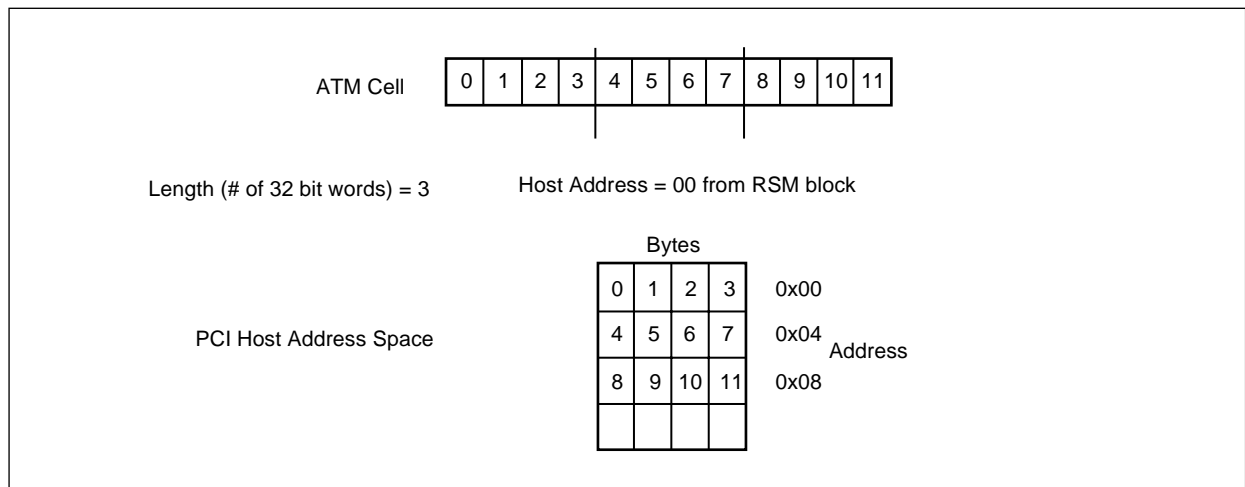 ATM Cell 0 1 2 3 4 5 6 7 8 9 10 11
Length (# of 32 bit words) = 3 Host Address = 00 from RSM block
Bytes
0 1 2 3 0x00
PCI Host Address Space 4 5 6 7 0x04 Address
8 9 10 11 0x08